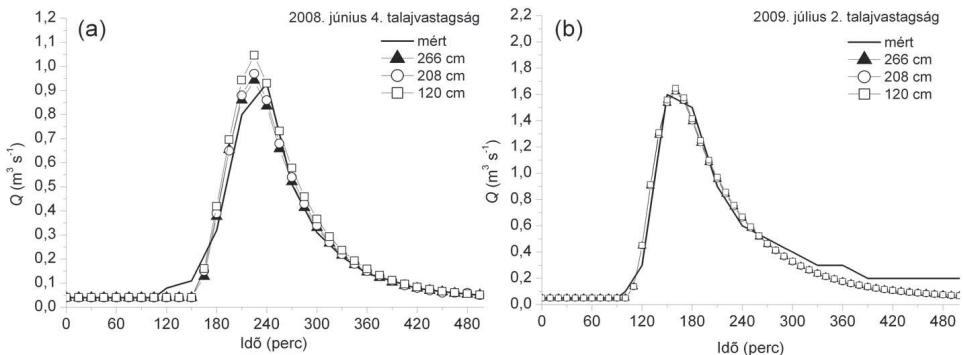 (a)
2008. június 4. talajvastagság
mért
266 cm
208 cm
120 cm
1,2
1,1
1,0
0,9
0,8
0,7
0,6
0,5
0,4
0,3
0,2
0,1
0,0
Q (m³ s⁻¹)
0 60 120 180 240 300 360 420 480
Idő (perc)
(b)
2009. július 2. talajvastagság
mért
266 cm
208 cm
120 cm
2,2
2,0
1,8
1,6
1,4
1,2
1,0
0,8
0,6
0,4
0,2
0,0
Q (m³ s⁻¹)
0 60 120 180 240 300 360 420 480
Idő (perc)